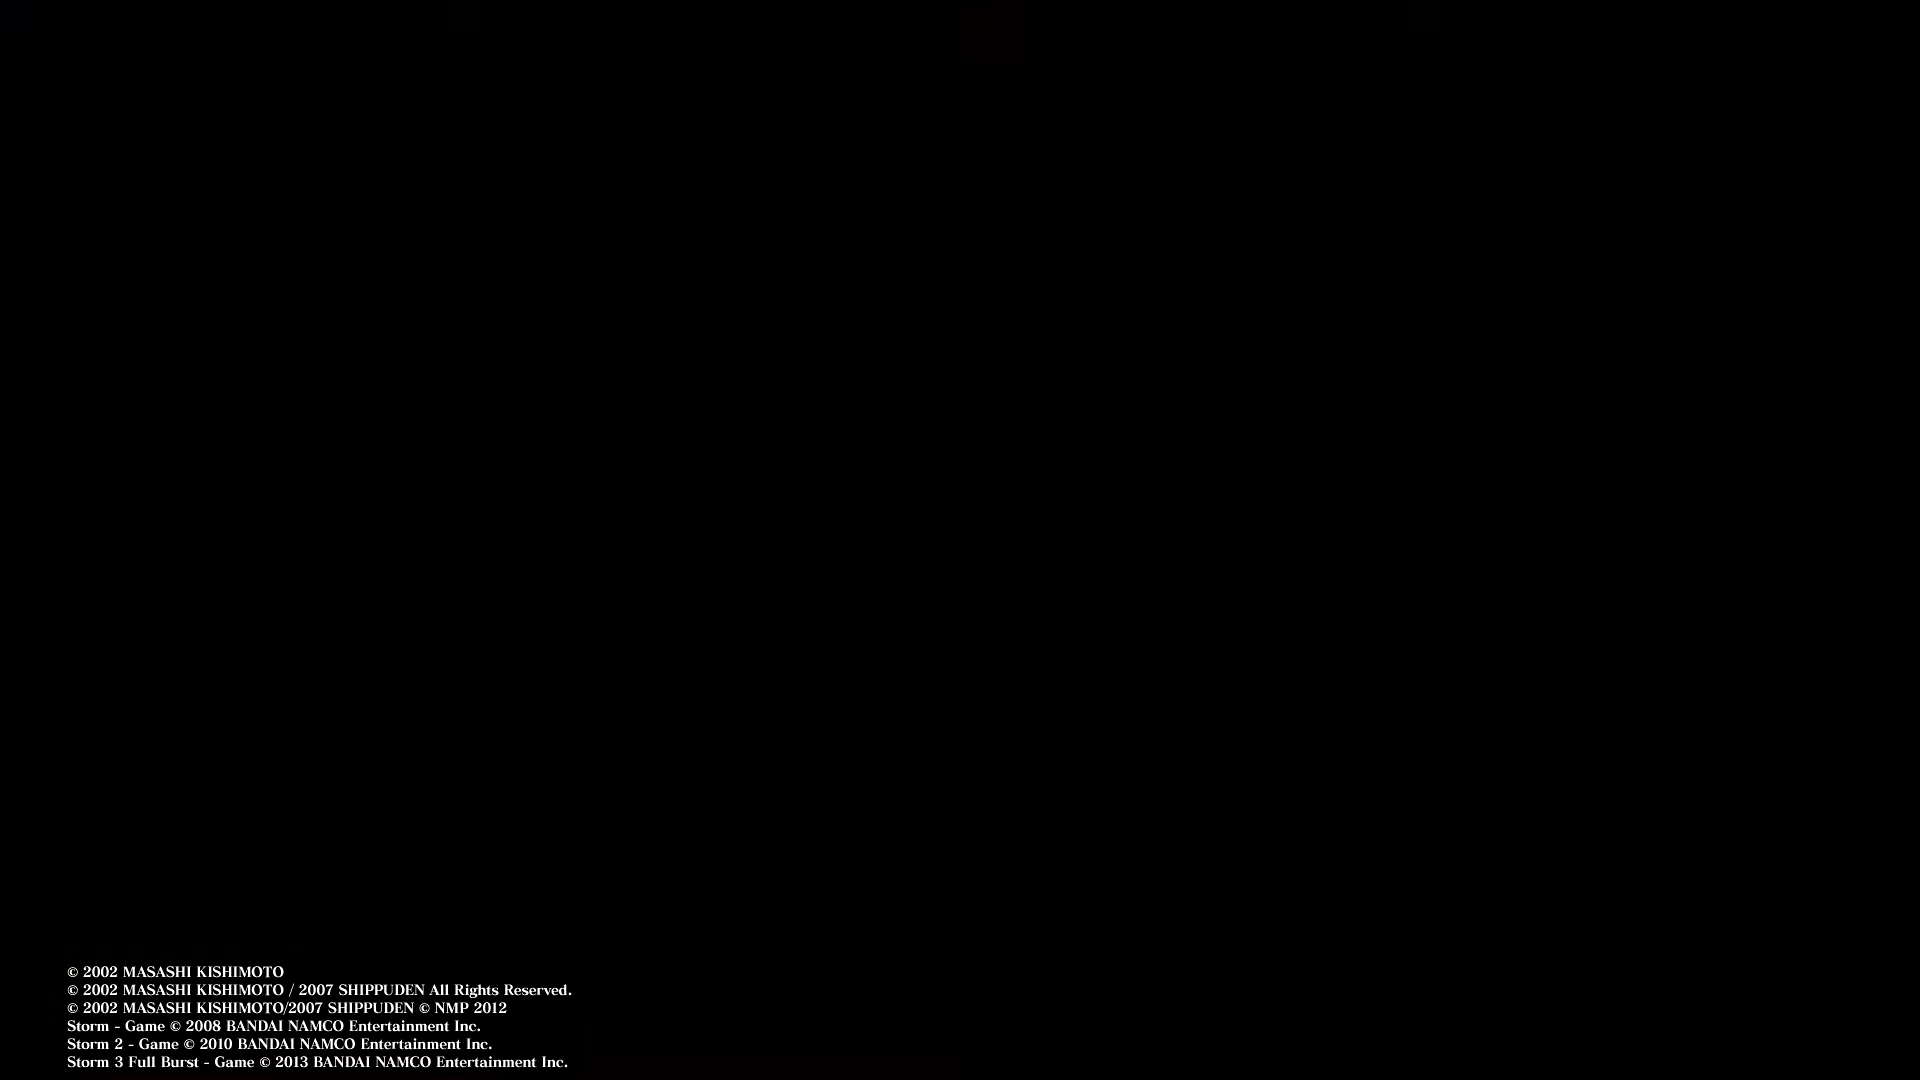 © 2002 MASASHI KISHIMOTO
© 2002 MASASHI KISHIMOTO / 2007 SHIPPUDEN All Rights Reserved.
© 2002 MASASHI KISHIMOTO/2007 SHIPPUDEN © NMP 2012
Storm - Game © 2008 BANDAI NAMCO Entertainment Inc.
Storm 2 - Game © 2010 BANDAI NAMCO Entertainment Inc.
Storm 3 Full Burst - Game © 2013 BANDAI NAMCO Entertainment Inc.